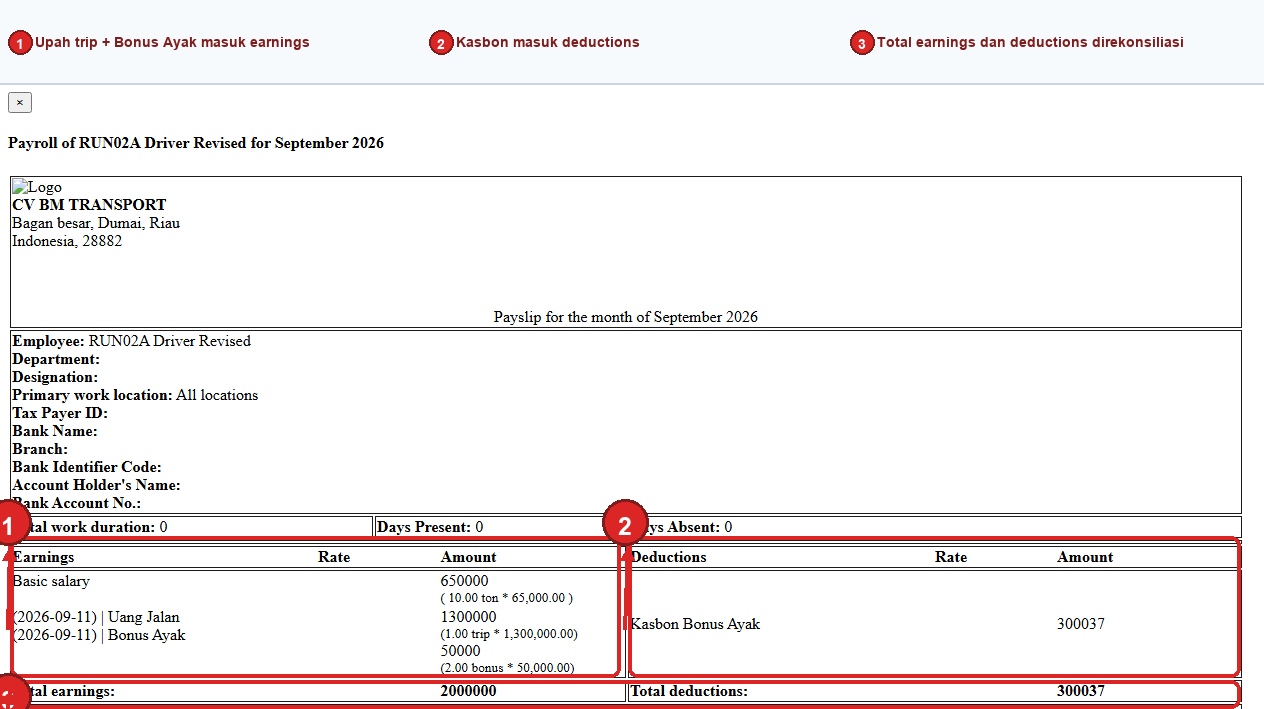 1 Upah trip + Bonus Ayak masuk earnings
2 Kasbon masuk deductions
3 Total earnings dan deductions direkonsiliasi
×
Payroll of RUN02A Driver Revised for September 2026
Logo
CV BM TRANSPORT
Bagan besar, Dumai, Riau
Indonesia, 28882
Payslip for the month of September 2026
Employee: RUN02A Driver Revised
Department:
Designation:
Primary work location: All locations
Tax Payer ID:
Bank Name:
Branch:
Bank Identifier Code:
Account Holder's Name:
Bank Account No.:
1 2
work duration: 0 Days Present: 0 Absent: 0
Earnings Rate Amount Deductions Rate Amount
Basic salary 650000
( 10.00 ton * 65,000.00 )
(2026-09-11) | Uang Jalan 1300000
(2026-09-11) | Bonus Ayak (1.00 trip * 1,300,000.00)
50000
(2.00 bonus * 50,000.00)
Kasbon Bonus Ayak 300037
earnings: 2000000 Total deductions: 300037